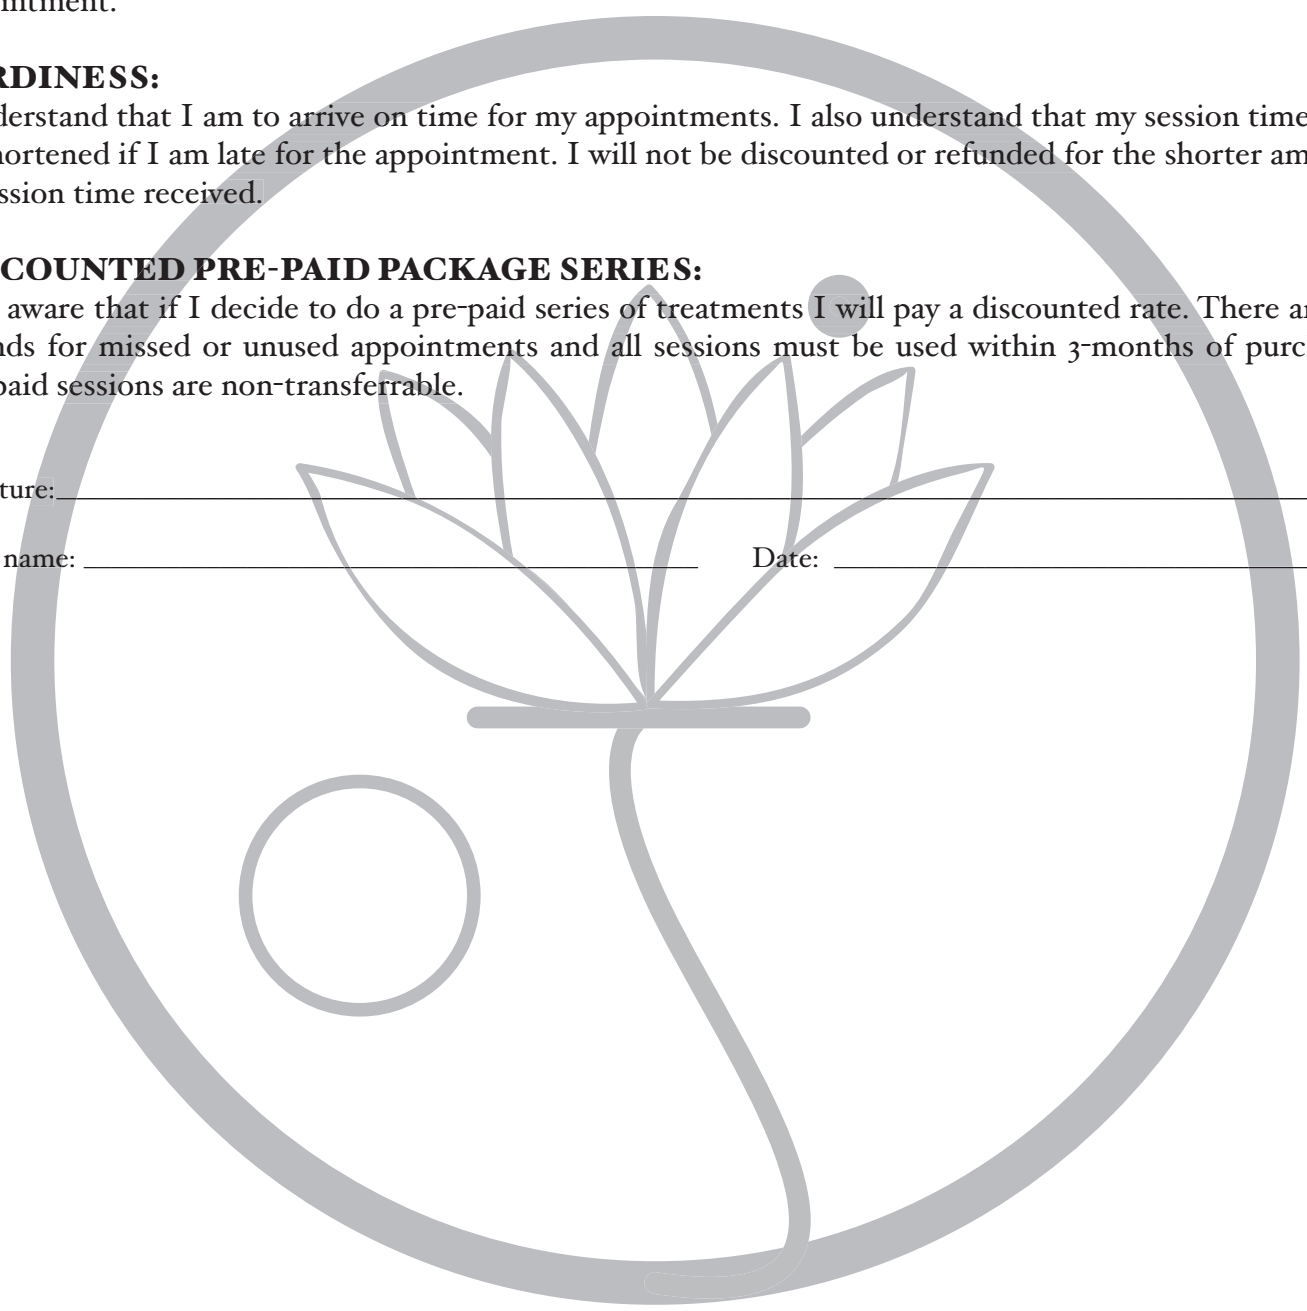 intment.
RDINESS:
derstand that I am to arrive on time for my appointments. I also understand that my session time
hortened if I am late for the appointment. I will not be discounted or refunded for the shorter am
ssion time received.
COUNTED PRE-PAID PACKAGE SERIES:
aware that if I decide to do a pre-paid series of treatments I will pay a discounted rate. There ar
nds for missed or unused appointments and all sessions must be used within 3-months of purc
paid sessions are non-transferrable.
ture:
name: Date: